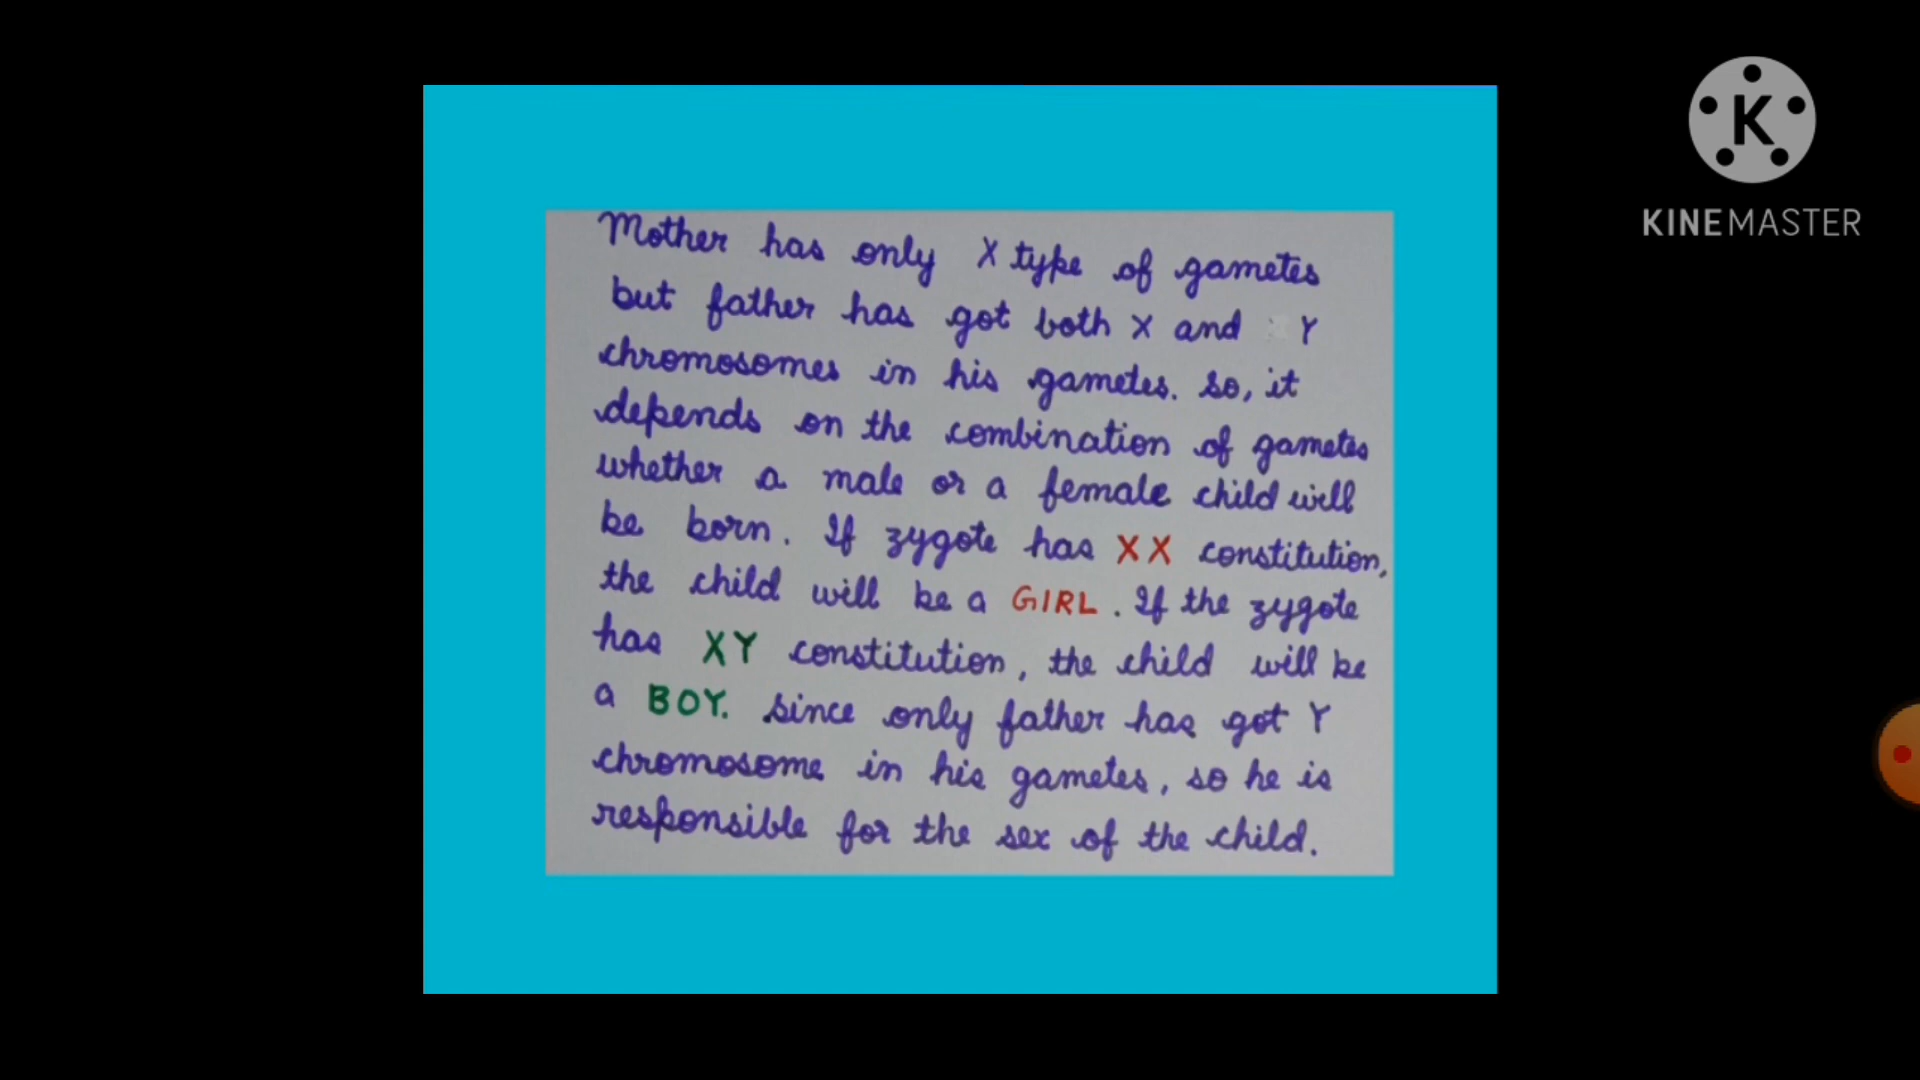 Mother has only X type of gametes
but father has got both X and Y
chromosomes in his gametes. So, it
depends on the combination of gametes
whether a male or a female child will
be born. If zygote has XX constitution,
the child will be a GIRL. If the zygote
has XY constitution, the child will be
a BOY. Since only father has got Y
chromosome in his gametes, so he is
responsible for the sex of the child.
K
KINEMASTER